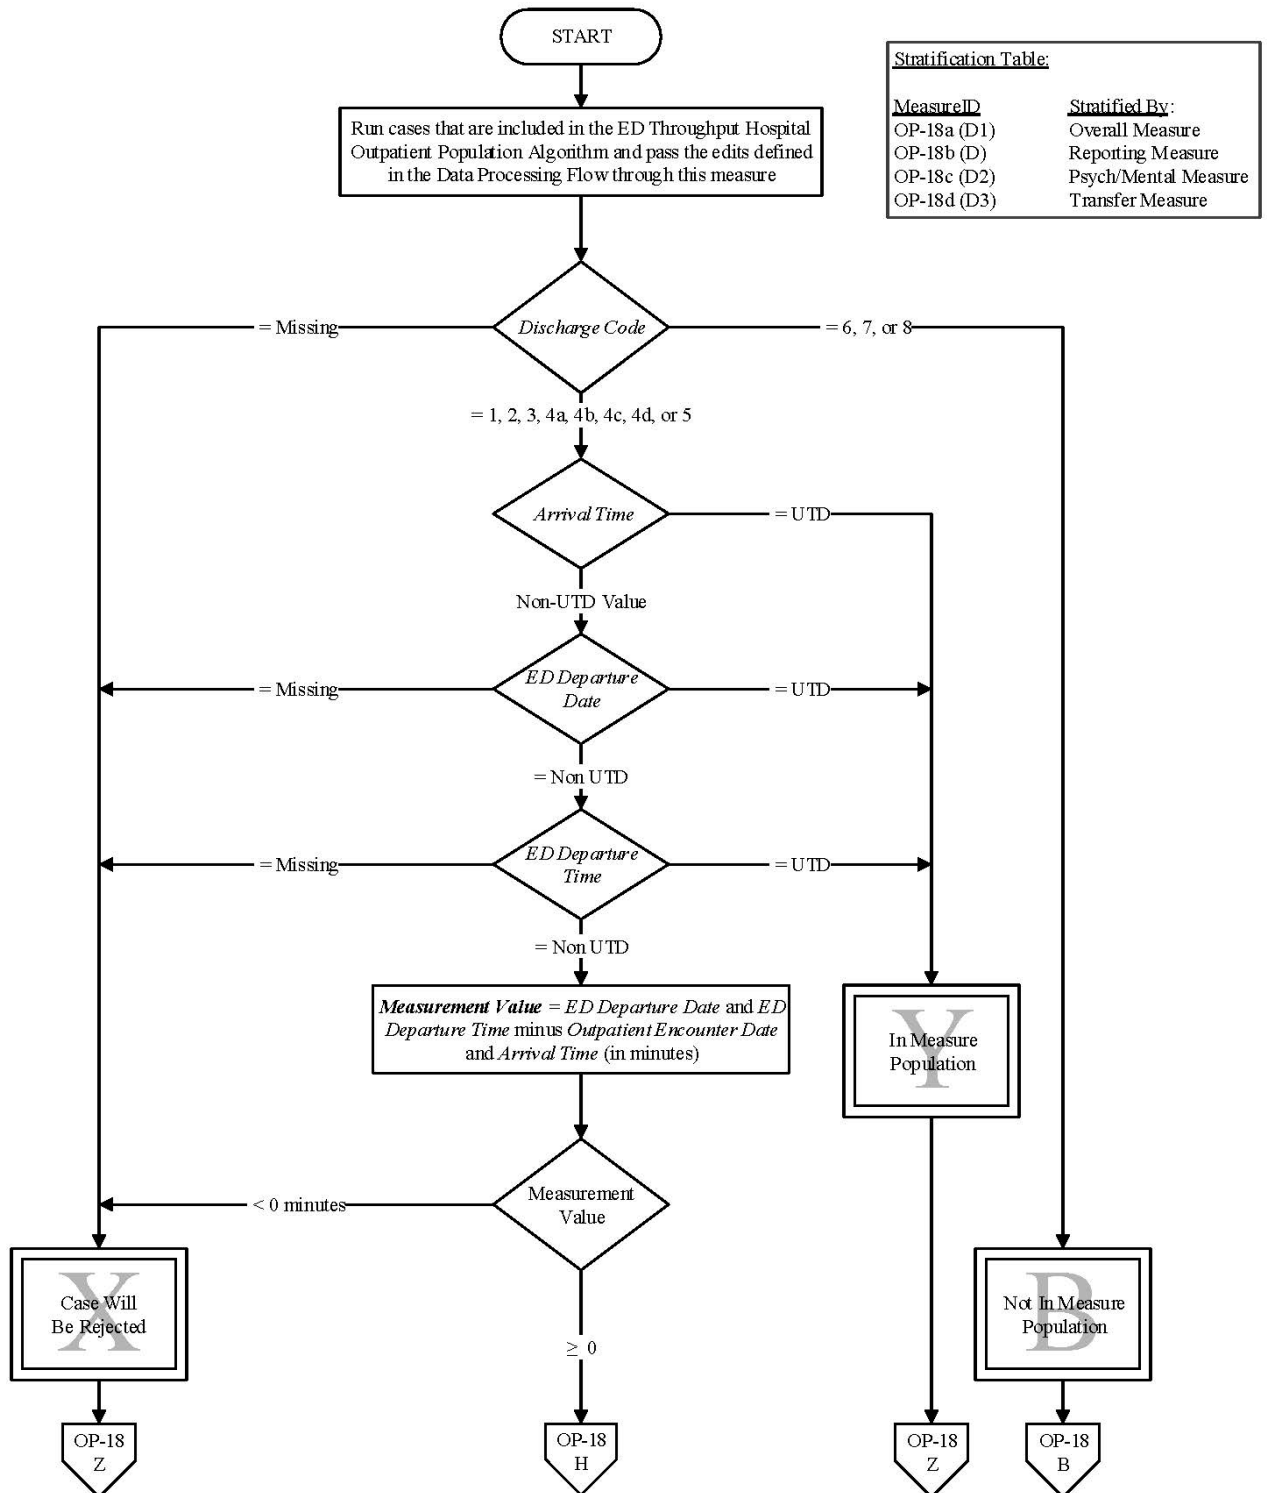 START
Stratification Table:
MeasureID Stratified By:
OP-18a (D1) Overall Measure
OP-18b (D) Reporting Measure
OP-18c (D2) Psych/Mental Measure
OP-18d (D3) Transfer Measure
Run cases that are included in the ED Throughput Hospital
Outpatient Population Algorithm and pass the edits defined
in the Data Processing Flow through this measure
= Missing
Discharge Code
= 6, 7, or 8
= 1, 2, 3, 4a, 4b, 4c, 4d, or 5
Arrival Time
= UTD
Non-UTD Value
= Missing
ED Departure
Date
= UTD
= Non UTD
= Missing
ED Departure
Time
= UTD
= Non UTD
Measurement Value = ED Departure Date and ED
Departure Time minus Outpatient Encounter Date
and Arrival Time (in minutes)
Y
In Measure
Population
< 0 minutes
Measurement
Value
X
Case Will
Be Rejected
≥ 0
B
Not In Measure
Population
OP-18
Z
OP-18
H
OP-18
Z
OP-18
B